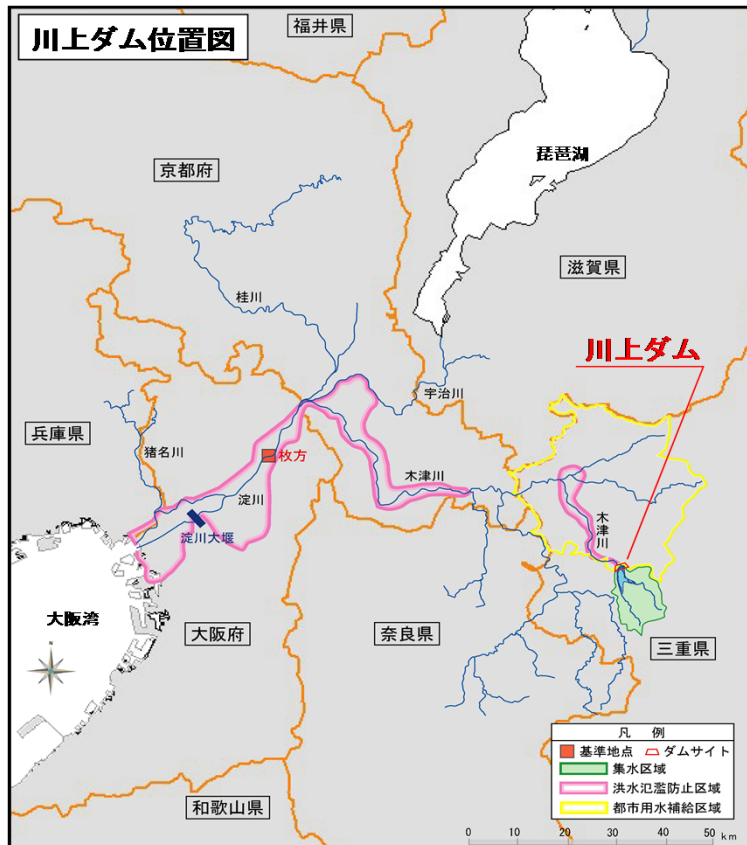 川上ダム位置図
福井県
琵琶湖
京都府
滋賀県
桂川
川上ダム
宇治川
兵庫県
猪名川
枚方
淀川
木津川
木津川
淀川大堰
大阪湾
大阪府
奈良県
三重県
N
凡 例
基準地点 ダムサイト
集水区域
洪水氾濫防止区域
都市用水補給区域
和歌山県
0 10 20 30 40 50 km